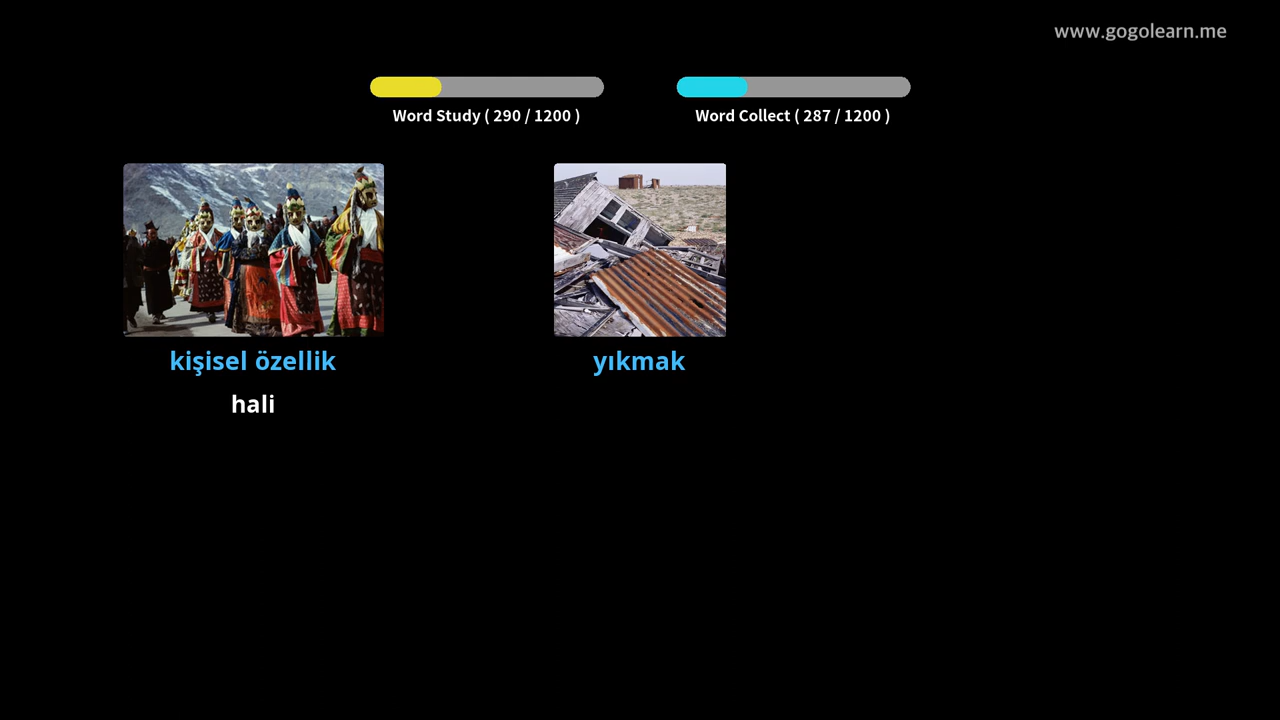 www.gogolearn.me
Word Study ( 290 / 1200 )
Word Collect ( 287 / 1200 )
kişisel özellik
hali
yıkmak